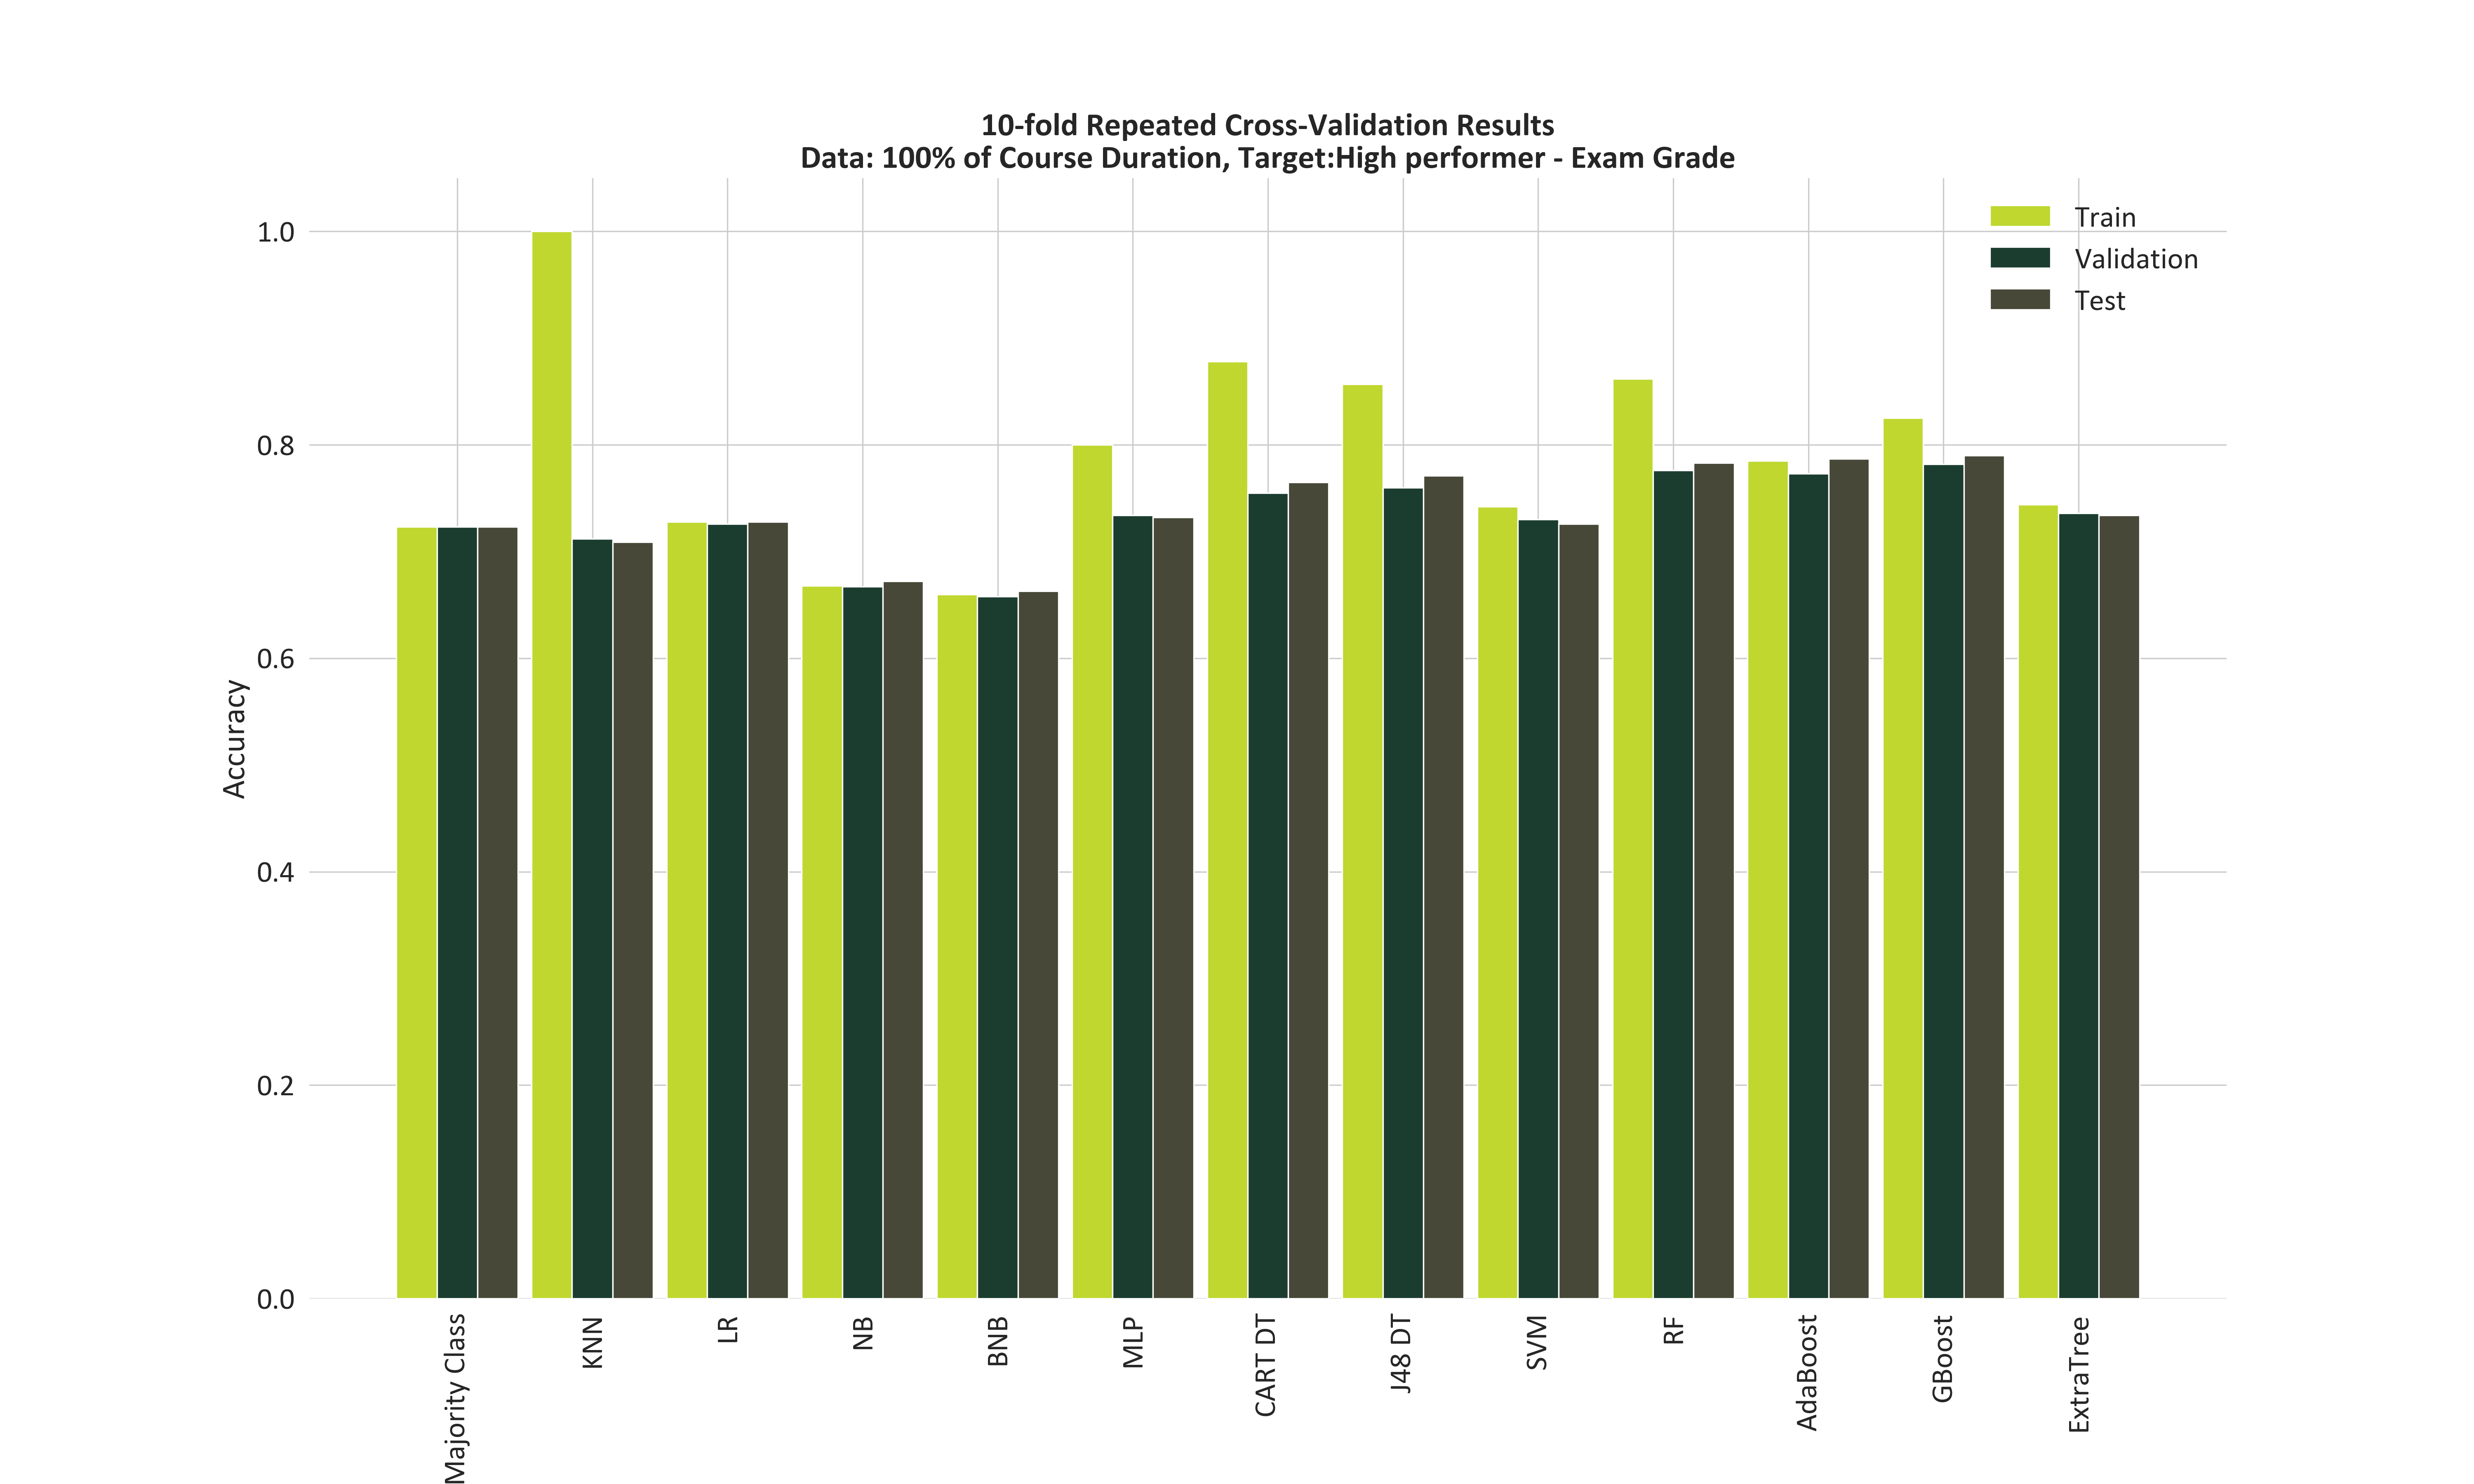 10-fold Repeated Cross-Validation Results
Data: 100% of Course Duration, Target:High performer - Exam Grade
Train
Validation
Test
1.0
0.8
0.6
0.4
0.2
0.0
Accuracy
Majority Class
KNN
LR
NB
BNB
MLP
CART DT
J48 DT
SVM
RF
AdaBoost
GBoost
ExtraTree